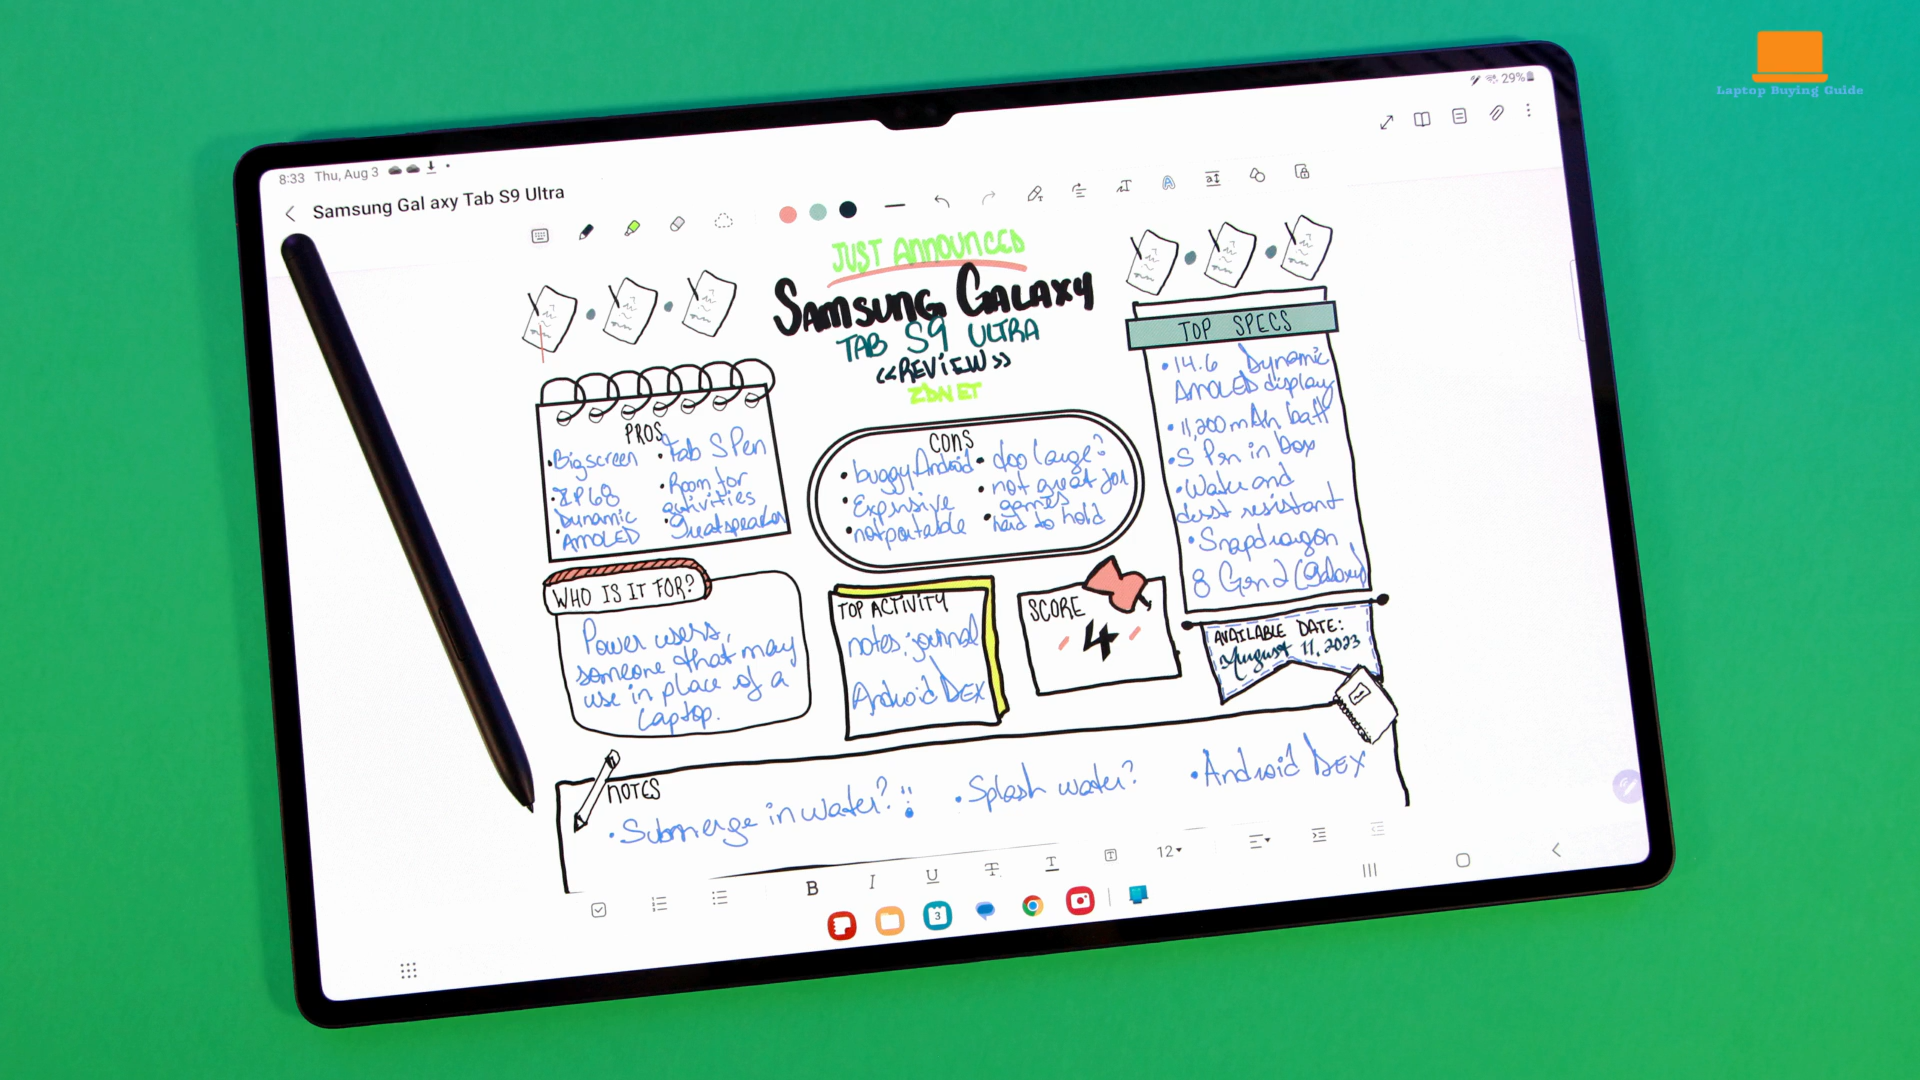 Laptop Buying Guide
8:33 Thu, Aug 3
29%
Samsung Gal axy Tab S9 Ultra
JUST ANNOUNCED
SAMSUNG GALAXY
TAB S9 ULTRA
<<REVIEW>>
ZDNET
PROS
•Big screen
•IP68
•Dynamic
AMOLED
•Tab S Pen
•Room for
activities
•Great speakers
CONS
•buggy Android
•Expensive
•not portable
•too large?
•not great for
games
•hard to hold
TOP SPECS
•14.6 Dynamic
AMOLED display
•11,200 mAh batt
•S Pen in box
•Water and
dust resistant
•Snapdragon
8 Gen 2 (Galaxy)
WHO IS IT FOR?
Power users,
someone that may
use in place of a
laptop.
TOP ACTIVITY
notes, journal
Android DEX
SCORE
4
AVAILABLE DATE:
August 11, 2023
NOTES
•Submerge in water?
•Splash water?
•Android DEX
B I U T T T 12
3